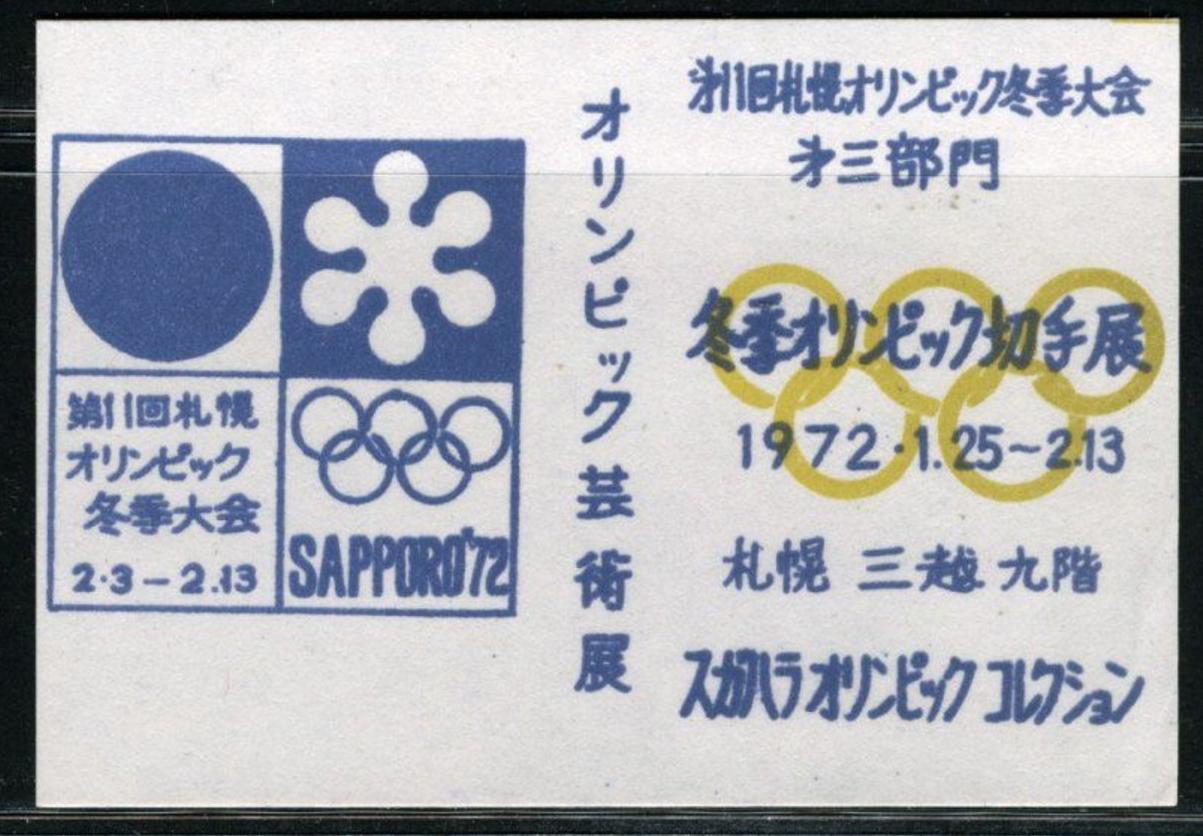 第11回札幌
オリンピック
冬季大会
2・3－2.13
SAPPORO'72
オリンピック芸術展
才11回札幌オリンピック冬季大会
才三部門
冬季オリンピック切手展
1972・1.25～2.13
札幌 三越 九階
スガハラオリンピック コレクション